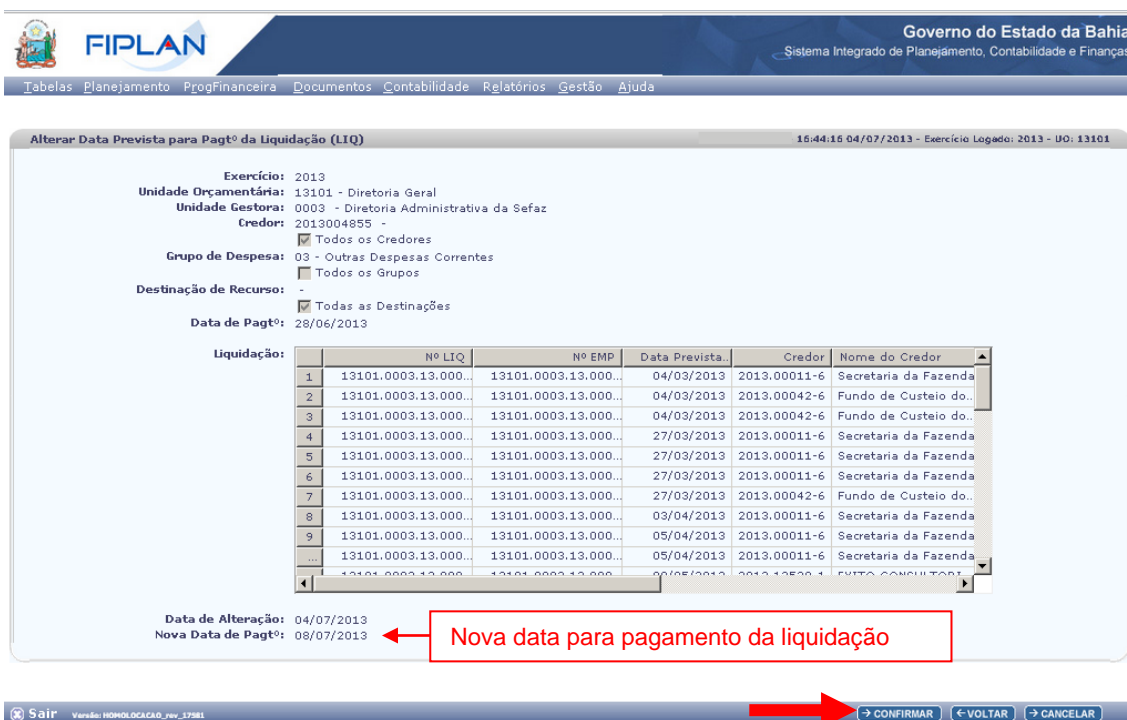 FIPLAN
Governo do Estado da Bahia
Sistema Integrado de Planejamento, Contabilidade e Finanças
Tabelas Planejamento ProgFinanceira Documentos Contabilidade Relatórios Gestão Ajuda
Alterar Data Prevista para Pagtº da Liquidação (LIQ) 16:44:16 04/07/2013 - Exercício Logado: 2013 - UO: 13101
Exercício: 2013
Unidade Orçamentária: 13101 - Diretoria Geral
Unidade Gestora: 0003 - Diretoria Administrativa da Sefaz
Credor: 2013004855 -
Todos os Credores
Grupo de Despesa: 03 - Outras Despesas Correntes
Todos os Grupos
Destinação de Recurso: -
Todas as Destinações
Data de Pagtº: 28/06/2013
Liquidação:
Nº LIQ Nº EMP Data Prevista.. Credor Nome do Credor
1 13101.0003.13.000... 13101.0003.13.000... 04/03/2013 2013.00011-6 Secretaria da Fazenda
2 13101.0003.13.000... 13101.0003.13.000... 04/03/2013 2013.00042-6 Fundo de Custeio do..
3 13101.0003.13.000... 13101.0003.13.000... 04/03/2013 2013.00042-6 Fundo de Custeio do..
4 13101.0003.13.000... 13101.0003.13.000... 27/03/2013 2013.00011-6 Secretaria da Fazenda
5 13101.0003.13.000... 13101.0003.13.000... 27/03/2013 2013.00011-6 Secretaria da Fazenda
6 13101.0003.13.000... 13101.0003.13.000... 27/03/2013 2013.00011-6 Secretaria da Fazenda
7 13101.0003.13.000... 13101.0003.13.000... 27/03/2013 2013.00042-6 Fundo de Custeio do..
8 13101.0003.13.000... 13101.0003.13.000... 03/04/2013 2013.00011-6 Secretaria da Fazenda
9 13101.0003.13.000... 13101.0003.13.000... 05/04/2013 2013.00011-6 Secretaria da Fazenda
... 13101.0003.13.000... 13101.0003.13.000... 05/04/2013 2013.00011-6 Secretaria da Fazenda
Data de Alteração: 04/07/2013
Nova Data de Pagtº: 08/07/2013
Nova data para pagamento da liquidação
Sair Versão: HOMOLOCACAO_rev_17581
CONFIRMAR VOLTAR CANCELAR